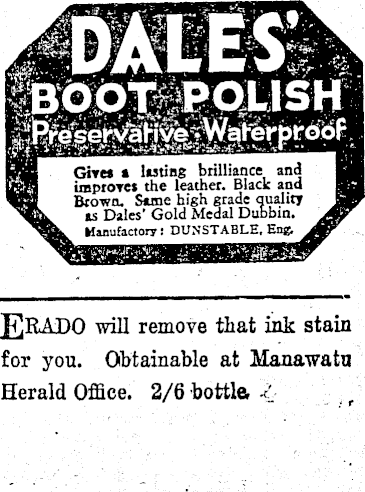 DALES'
BOOT POLISH
Preservative - Waterproof
Gives a lasting brilliance and
improves the leather. Black and
Brown. Same high grade quality
as Dales' Gold Medal Dubbin.
Manufactory: DUNSTABLE, Eng.
ERADO will remove that ink stain
for you. Obtainable at Manawatu
Herald Office. 2/6 bottle.